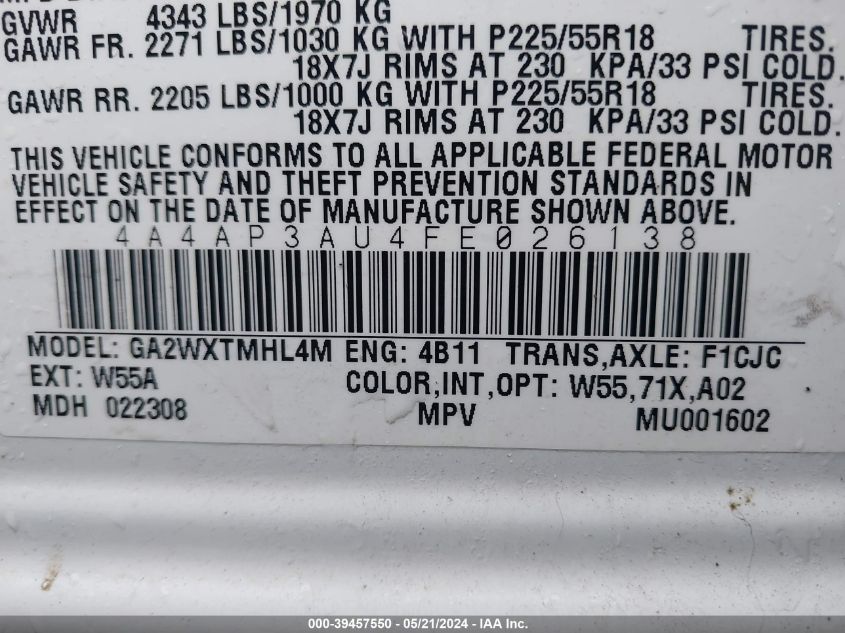 GVWR 4343 LBS/1970 KG
GAWR FR. 2271 LBS/1030 KG WITH P225/55R18 TIRES.
18X7J RIMS AT 230 KPA/33 PSI COLD.
GAWR RR. 2205 LBS/1000 KG WITH P225/55R18 TIRES.
18X7J RIMS AT 230 KPA/33 PSI COLD.
THIS VEHICLE CONFORMS TO ALL APPLICABLE FEDERAL MOTOR
VEHICLE SAFETY AND THEFT PREVENTION STANDARDS IN
EFFECT ON THE DATE OF MANUFACTURE SHOWN ABOVE.
4A4AP3AU4FE026138
MODEL: GA2WXTMHL4M ENG: 4B11 TRANS,AXLE: F1CJC
EXT: W55A COLOR,INT,OPT: W55,71X,A02
MDH 022308 MPV MU001602
000-39457550 - 05/21/2024 - IAA Inc.